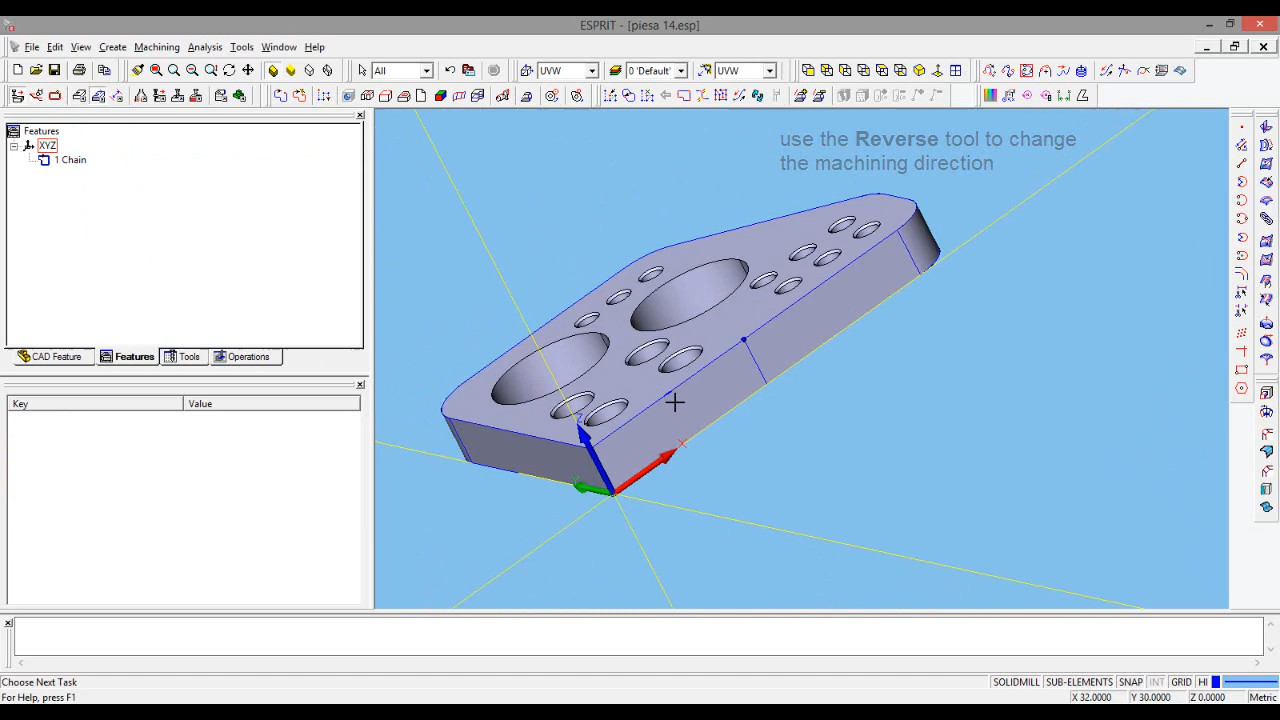 ESPRIT - [piesa 14.esp]
File Edit View Create Machining Analysis Tools Window Help
All UVW 0 'Default' UVW
Features
XYZ
1 Chain
CAD Feature Features Tools Operations
Key Value
use the Reverse tool to change
the machining direction
Z
X
Choose Next Task SOLIDMILL SUB-ELEMENTS SNAP INT GRID HI
For Help, press F1 X 32.0000 Y 30.0000 Z 0.0000 Metric